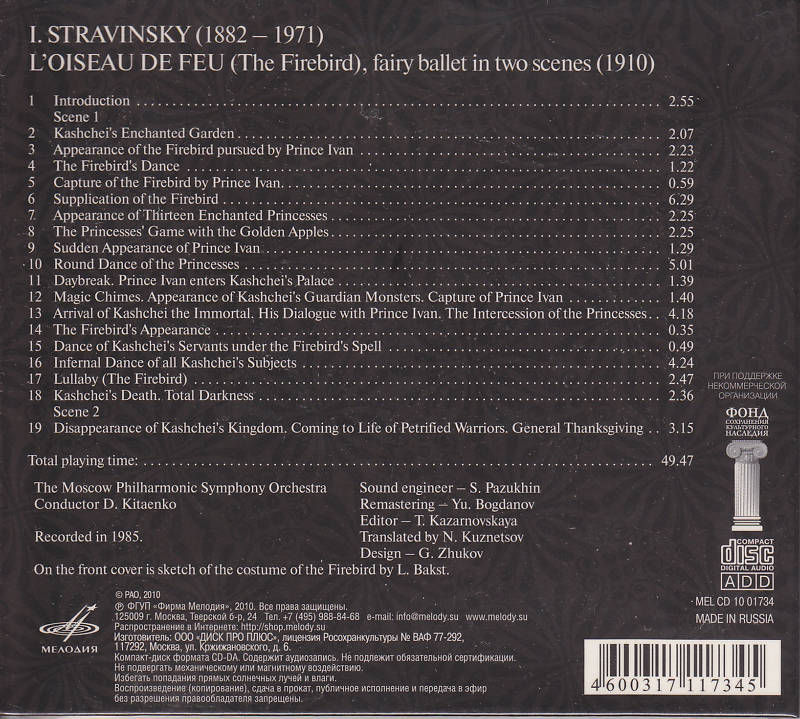 I. STRAVINSKY (1882 – 1971)
L'OISEAU DE FEU (The Firebird), fairy ballet in two scenes (1910)
1 Introduction 2.55
Scene 1
2 Kashchei's Enchanted Garden 2.07
3 Appearance of the Firebird pursued by Prince Ivan 2.23
4 The Firebird's Dance 1.22
5 Capture of the Firebird by Prince Ivan. 0.59
6 Supplication of the Firebird 6.29
7 Appearance of Thirteen Enchanted Princesses 2.25
8 The Princesses' Game with the Golden Apples 2.25
9 Sudden Appearance of Prince Ivan 1.29
10 Round Dance of the Princesses 5.01
11 Daybreak. Prince Ivan enters Kashchei's Palace 1.39
12 Magic Chimes. Appearance of Kashchei's Guardian Monsters. Capture of Prince Ivan 1.40
13 Arrival of Kashchei the Immortal. His Dialogue with Prince Ivan. The Intercession of the Princesses 4.18
14 The Firebird's Appearance 0.35
15 Dance of Kashchei's Servants under the Firebird's Spell 0.49
16 Infernal Dance of all Kashchei's Subjects 4.24
17 Lullaby (The Firebird) 2.47
18 Kashchei's Death. Total Darkness 2.36
Scene 2
19 Disappearance of Kashchei's Kingdom. Coming to Life of Petrified Warriors. General Thanksgiving 3.15
Total playing time: 49.47
The Moscow Philharmonic Symphony Orchestra
Conductor D. Kitaenko
Recorded in 1985.
Sound engineer – S. Pazukhin
Remastering – Yu. Bogdanov
Editor – T. Kazarnovskaya
Translated by N. Kuznetsov
Design – G. Zhukov
On the front cover is sketch of the costume of the Firebird by L. Bakst.
ПРИ ПОДДЕРЖКЕ
НЕКОММЕРЧЕСКОЙ
ОРГАНИЗАЦИИ
ФОНД
СОХРАНЕНИЯ
КУЛЬТУРНОГО
НАСЛЕДИЯ
COMPACT
disc
DIGITAL AUDIO
ADD
MEL CD 10 01734
MADE IN RUSSIA
МЕЛОДИЯ
© РАО, 2010
℗ ФГУП «Фирма Мелодия», 2010. Все права защищены.
125009 г. Москва, Тверской б-р, 24 Тел. +7 (495) 988-84-68 e-mail: info@melody.su www.melody.su
Распространение в Интернете: http://shop.melody.su
Изготовитель: ООО «ДИСК ПРО ПЛЮС», лицензия Росохранкультуры № ВАФ 77-292,
117292, Москва, ул. Кржижановского, д. 6.
Компакт-диск формата CD-DA. Содержит аудиозапись. Не подлежит обязательной сертификации.
Не подвергать механическому или магнитному воздействию.
Избегать попадания прямых солнечных лучей и влаги.
Воспроизведение (копирование), сдача в прокат, публичное исполнение и передача в эфир
без разрешения правообладателя запрещены.
4 600317 117345